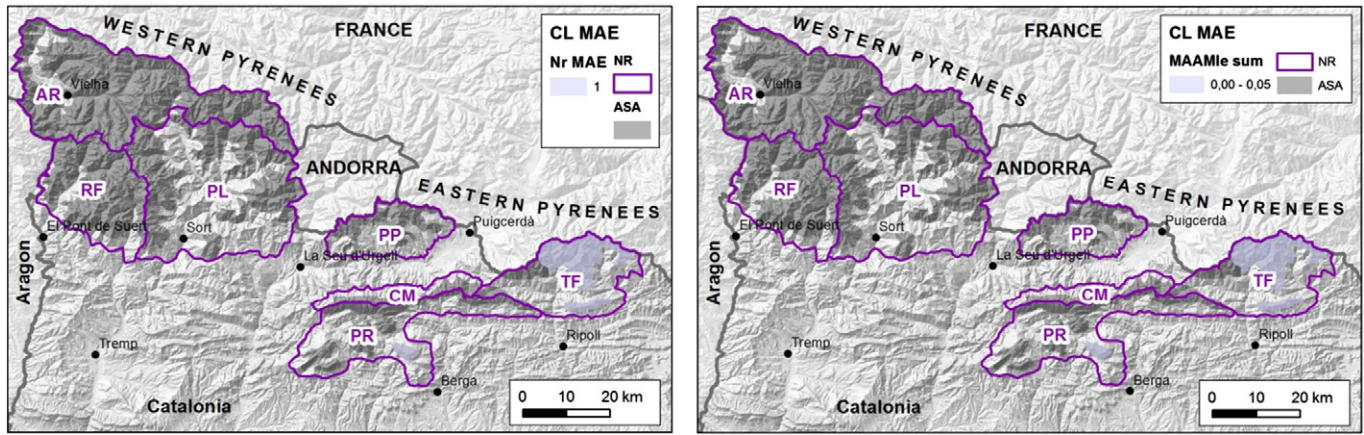 WESTERN PYRENEES
FRANCE
CL MAE
Nr MAE NR
1
ASA
AR
Vielha
ANDORRA
RF
PL
EASTERN PYRENEES
El Pont de Suert
Sort
PP
Puigcerdà
La Seu d'Urgell
Aragon
TF
CM
PR
Ripoll
Tremp
Berga
Catalonia
0 10 20 km
WESTERN PYRENEES
FRANCE
CL MAE
MAAMIe sum NR
0,00 - 0,05 ASA
AR
Vielha
ANDORRA
RF
PL
EASTERN PYRENEES
El Pont de Suert
Sort
PP
Puigcerdà
La Seu d'Urgell
Aragon
TF
CM
PR
Ripoll
Tremp
Berga
Catalonia
0 10 20 km